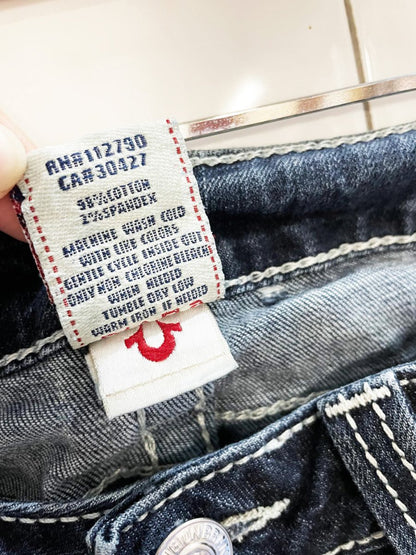 RN#112790
CA#30427
98% COTTON
2% SPANDEX
MACHINE WASH COLD
WITH LIKE COLORS
GENTLE CYCLE INSIDE OUT
ONLY NON-CHLORINE BLEACH
WHEN NEEDED
TUMBLE DRY LOW
WARM IRON IF NEEDED